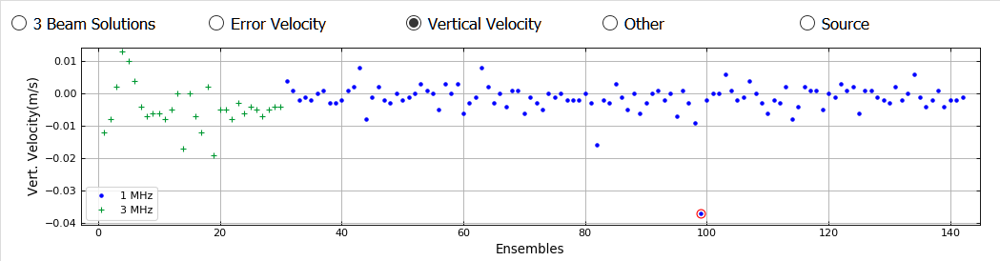 3 Beam Solutions Error Velocity Vertical Velocity Other Source
Vert. Velocity(m/s)
0.01
0.00
−0.01
−0.02
−0.03
−0.04
1 MHz
3 MHz
0 20 40 60 80 100 120 140
Ensembles